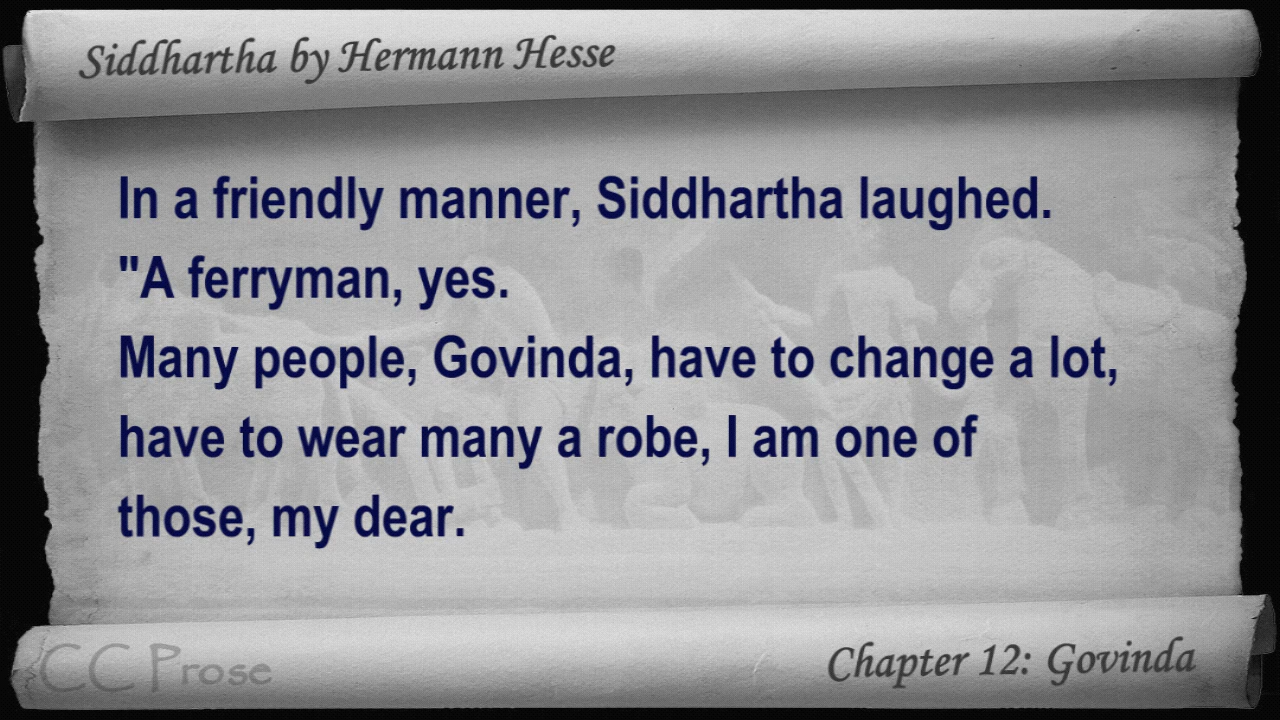 Siddhartha by Hermann Hesse
In a friendly manner, Siddhartha laughed.
"A ferryman, yes.
Many people, Govinda, have to change a lot,
have to wear many a robe, I am one of
those, my dear.
CC Prose
Chapter 12: Govinda